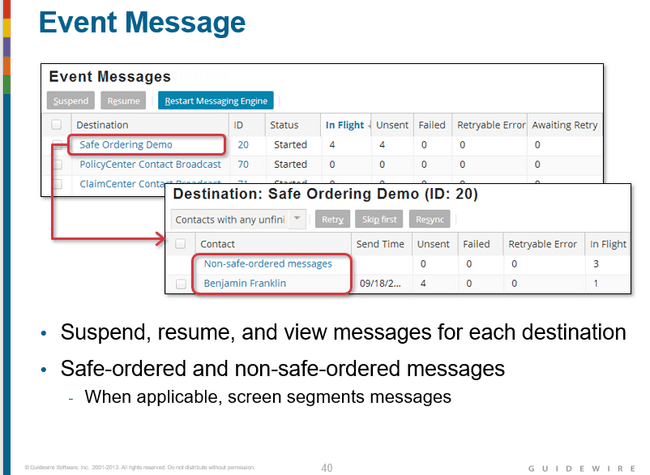 Event Message
Event Messages
Suspend Resume Restart Messaging Engine
Destination ID Status In Flight Unsent Failed Retryable Error Awaiting Retry
Safe Ordering Demo 20 Started 4 4 0 0 0
PolicyCenter Contact Broadcast 70 Started 0 0 0 0 0
ClaimCenter Contact Broadcast 71
Destination: Safe Ordering Demo (ID: 20)
Contacts with any unfini Retry Skip first Resync
Contact Send Time Unsent Failed Retryable Error In Flight
Non-safe-ordered messages 0 0 0 3
Benjamin Franklin 09/18/2... 4 0 0 1
• Suspend, resume, and view messages for each destination
• Safe-ordered and non-safe-ordered messages
- When applicable, screen segments messages
© Guidewire Software, Inc. 2001-2013. All rights reserved. Do not distribute without permission.
40
GUIDEWIRE